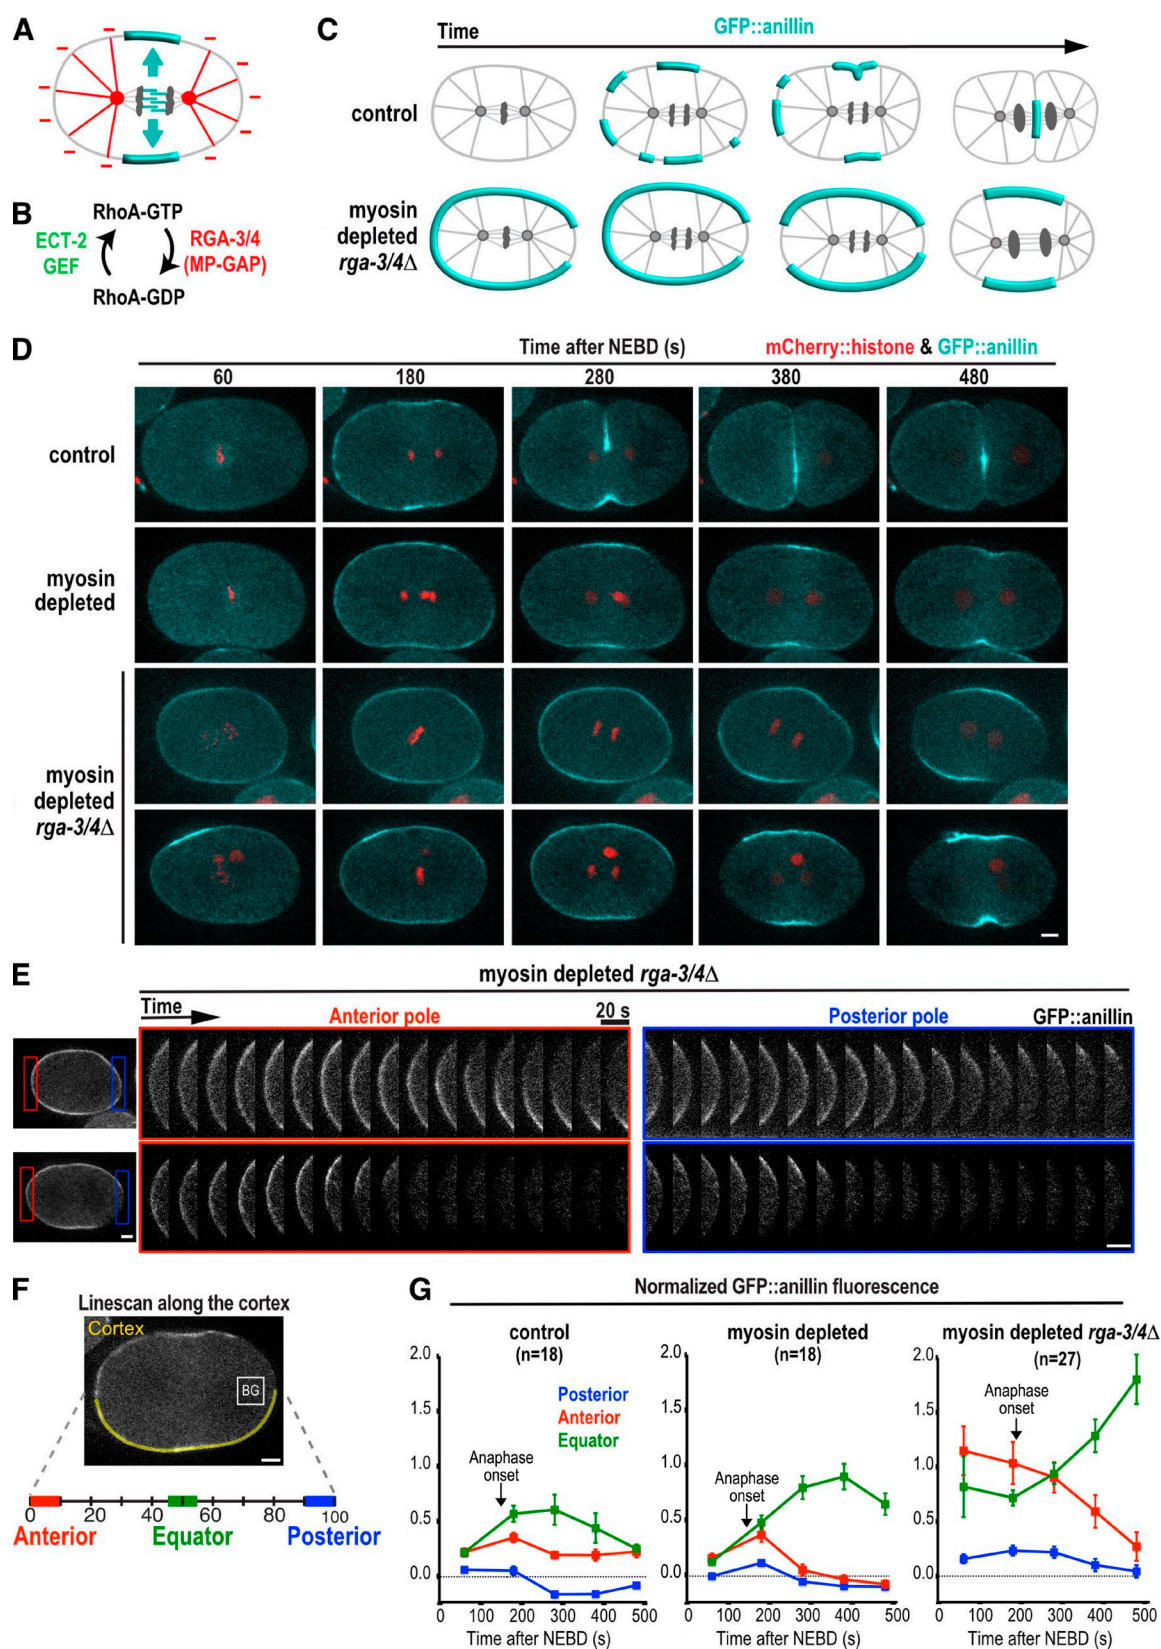 A
B
RhoA-GTP
ECT-2
GEF
RGA-3/4
(MP-GAP)
RhoA-GDP
C
Time
GFP::anillin
control
myosin
depleted
rga-3/4Δ
D
Time after NEBD (s)
mCherry::histone & GFP::anillin
60 180 280 380 480
control
myosin
depleted
myosin
depleted
rga-3/4Δ
E
myosin depleted rga-3/4Δ
Time
Anterior pole
20 s
Posterior pole
GFP::anillin
F
Linescan along the cortex
Cortex
BG
0 20 40 60 80 100
Anterior Equator Posterior
G
Normalized GFP::anillin fluorescence
control
(n=18)
2.0
1.5
1.0
0.5
0.0
Posterior
Anterior
Equator
Anaphase
onset
0 100 200 300 400 500
Time after NEBD (s)
myosin depleted
(n=18)
2.0
1.5
1.0
0.5
0.0
Anaphase
onset
0 100 200 300 400 500
Time after NEBD (s)
myosin depleted rga-3/4Δ
(n=27)
2.0
1.5
1.0
0.5
0.0
Anaphase
onset
0 100 200 300 400 500
Time after NEBD (s)